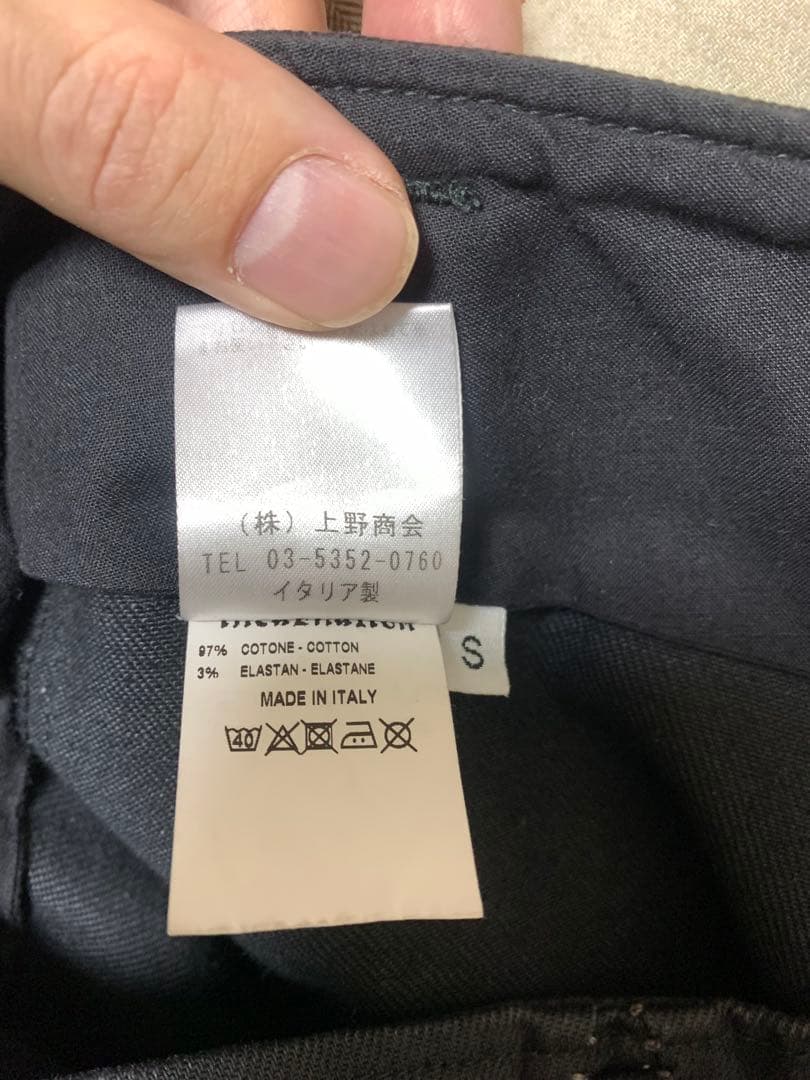 (株)上野商会
TEL 03-5352-0760
イタリア製
97% COTONE - COTTON
3% ELASTAN - ELASTANE
MADE IN ITALY
40
S